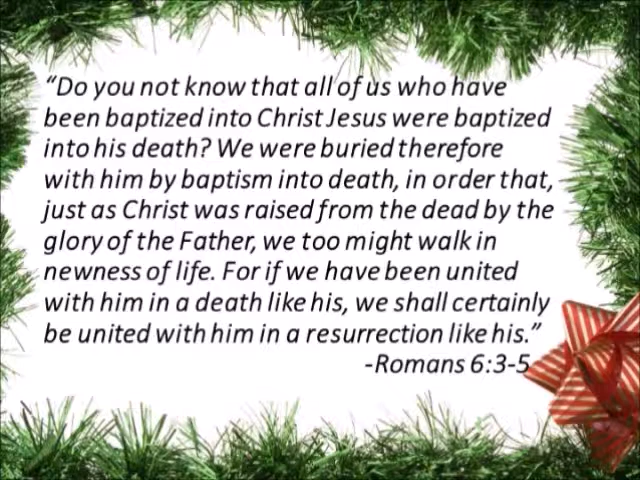 “Do you not know that all of us who have
been baptized into Christ Jesus were baptized
into his death? We were buried therefore
with him by baptism into death, in order that,
just as Christ was raised from the dead by the
glory of the Father, we too might walk in
newness of life. For if we have been united
with him in a death like his, we shall certainly
be united with him in a resurrection like his.”
-Romans 6:3-5